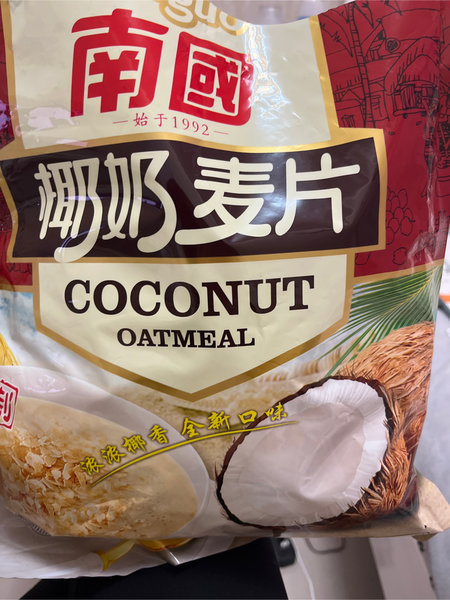 guo
南國
始于1992
椰奶麦片
COCONUT
OATMEAL
浓浓椰香 全新口味